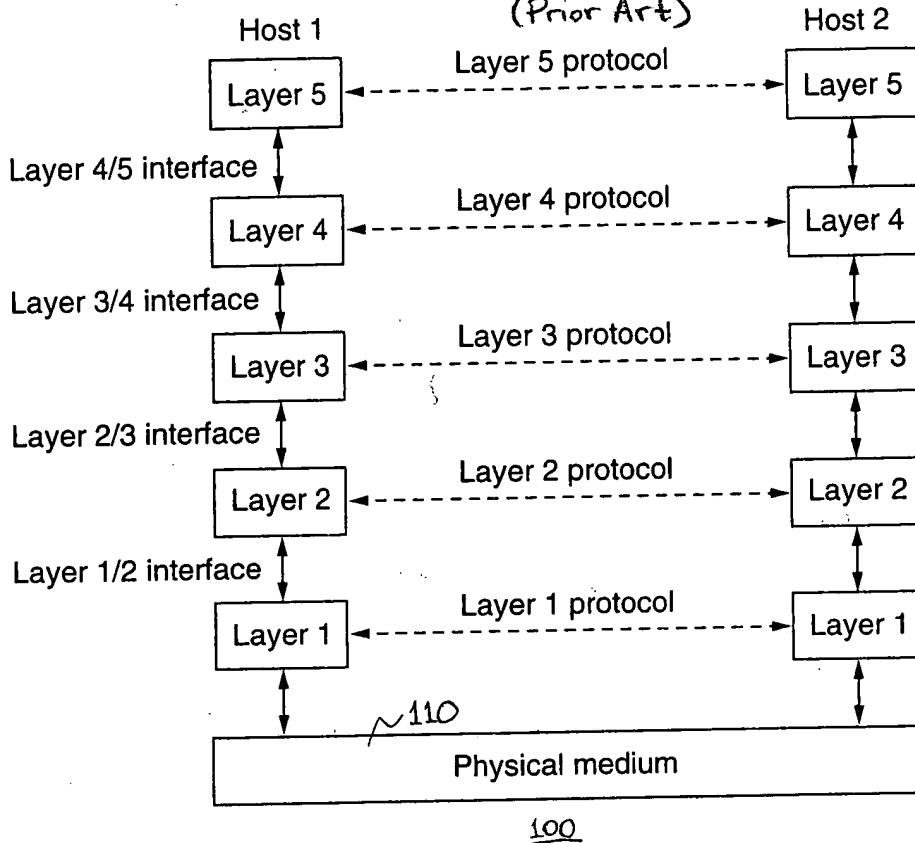 (Prior Art)
Host 1
Host 2
Layer 5
Layer 5 protocol
Layer 5
Layer 4/5 interface
Layer 4
Layer 4 protocol
Layer 4
Layer 3/4 interface
Layer 3
Layer 3 protocol
Layer 3
Layer 2/3 interface
Layer 2
Layer 2 protocol
Layer 2
Layer 1/2 interface
Layer 1
Layer 1 protocol
Layer 1
110
Physical medium
100